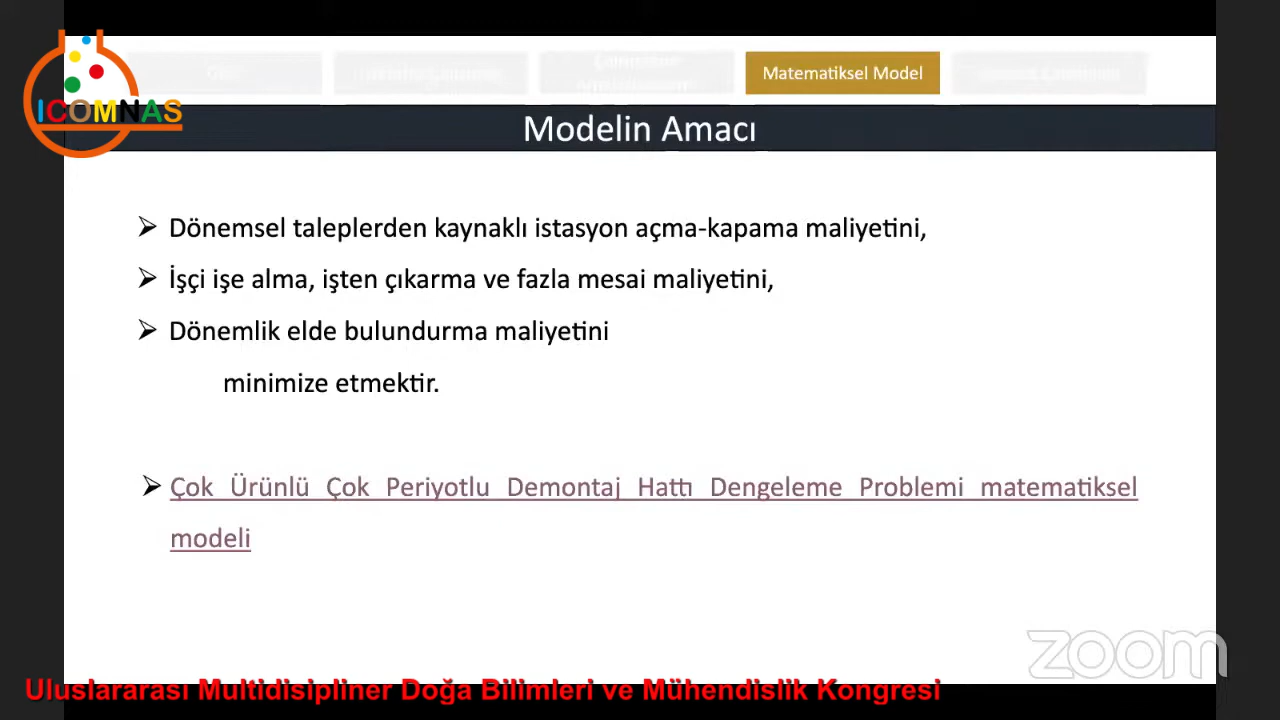 ICOMNAS
Matematiksel Model
Modelin Amacı
➢ Dönemsel taleplerden kaynaklı istasyon açma-kapama maliyetini,
➢ İşçi işe alma, işten çıkarma ve fazla mesai maliyetini,
➢ Dönemlik elde bulundurma maliyetini
minimize etmektir.
➢ Çok Ürünlü Çok Periyotlu Demontaj Hattı Dengeleme Problemi matematiksel
modeli
zoom
Uluslararası Multidisipliner Doğa Bilimleri ve Mühendislik Kongresi